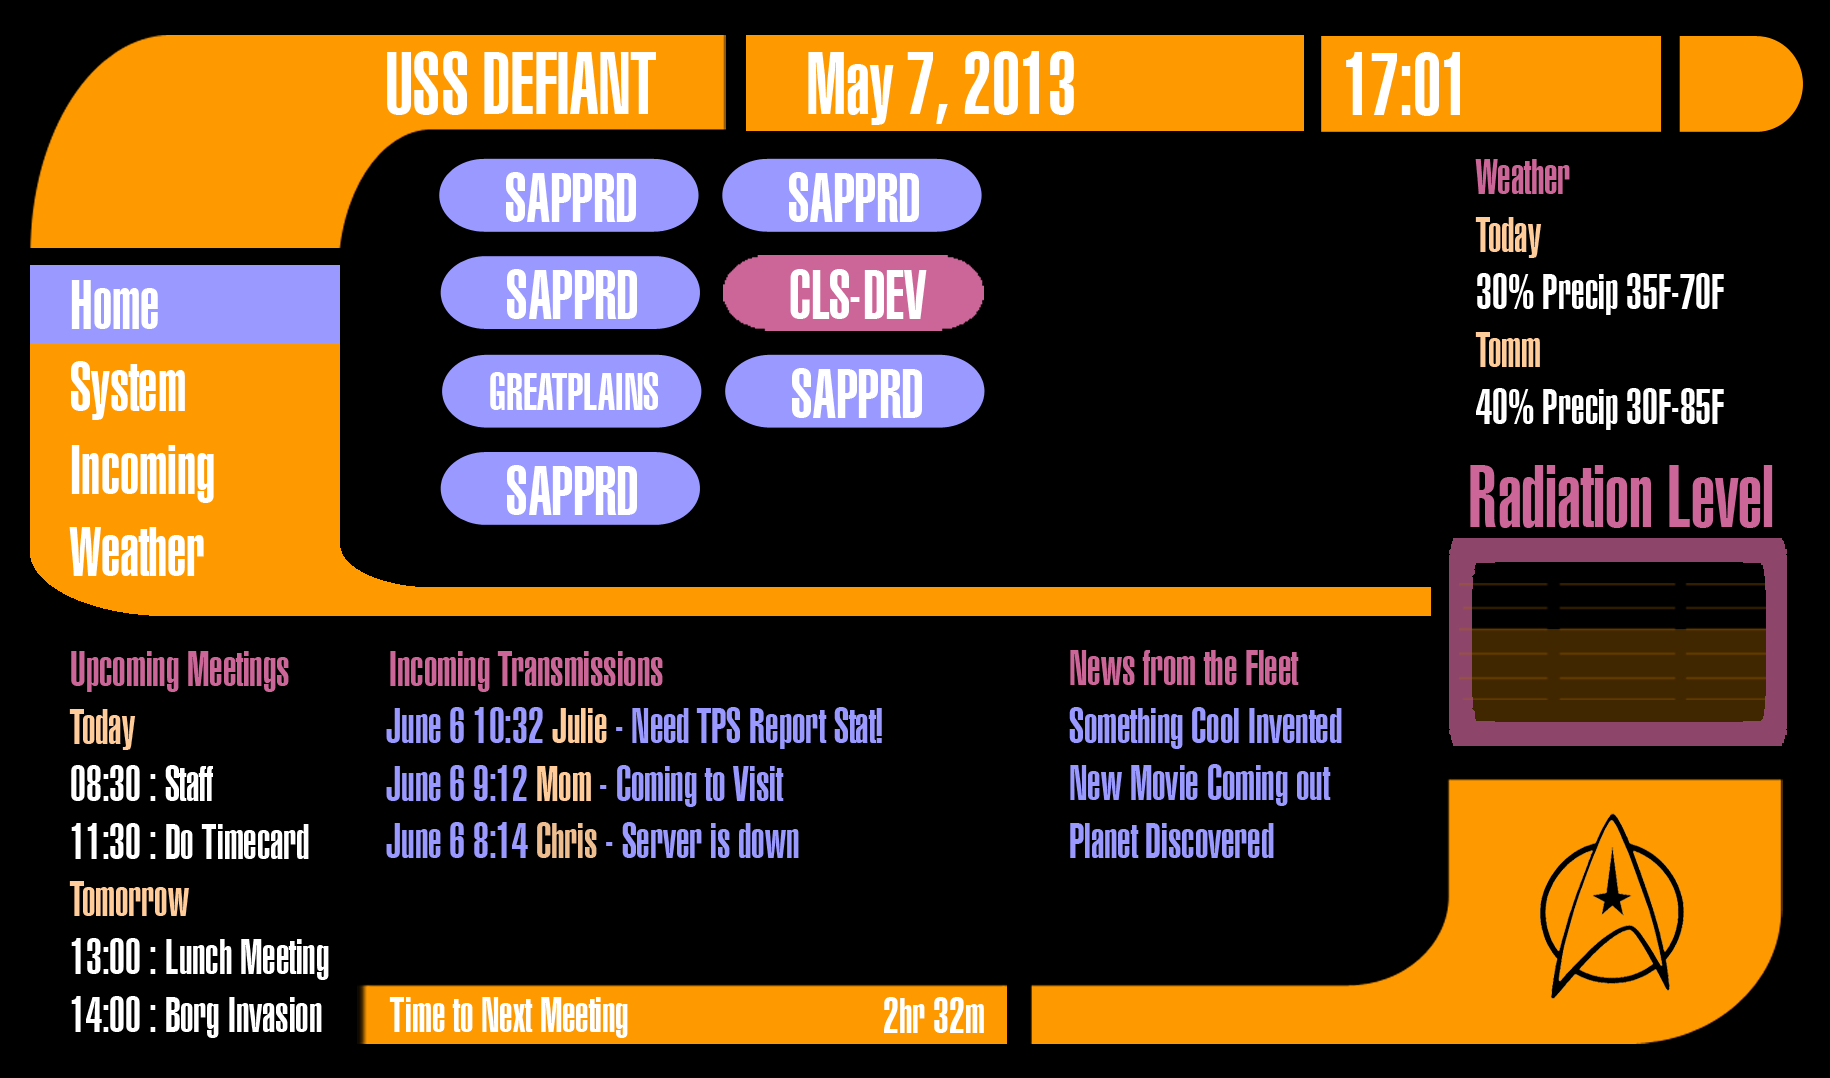 USS DEFIANT
May 7, 2013
17:01
SAPPRD
SAPPRD
SAPPRD
CLS-DEV
GREATPLAINS
SAPPRD
SAPPRD
Home
System
Incoming
Weather
Weather
Today
30% Precip 35F-70F
Tomm
40% Precip 30F-85F
Radiation Level
Upcoming Meetings
Today
08:30 : Staff
11:30 : Do Timecard
Tomorrow
13:00 : Lunch Meeting
14:00 : Borg Invasion
Incoming Transmissions
June 6 10:32 Julie - Need TPS Report Stat!
June 6 9:12 Mom - Coming to Visit
June 6 8:14 Chris - Server is down
News from the Fleet
Something Cool Invented
New Movie Coming out
Planet Discovered
Time to Next Meeting 2hr 32m